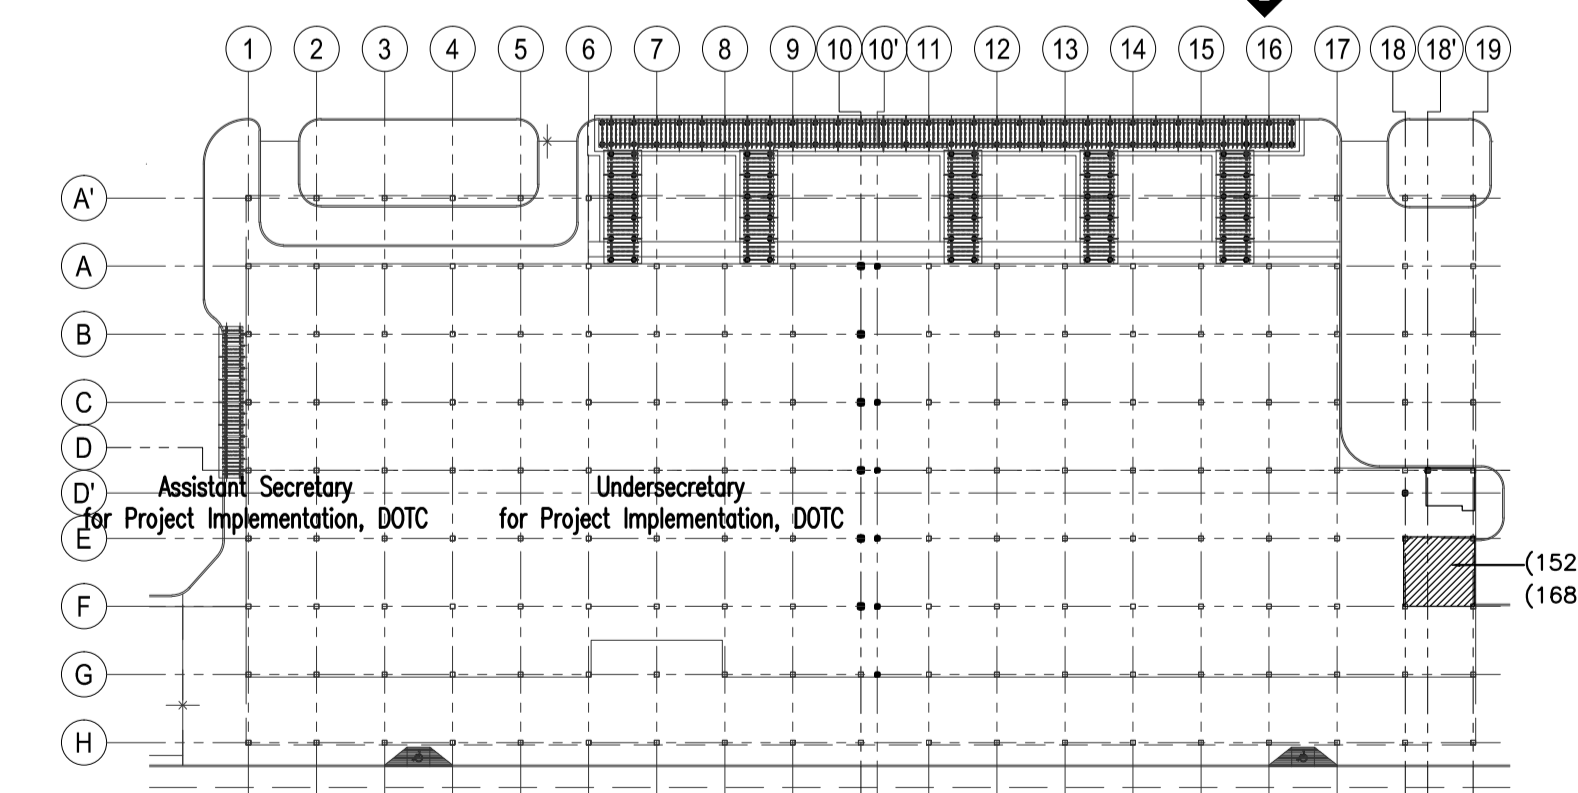 1 2 3 4 5 6 7 8 9 10 10' 11 12 13 14 15 16 17 18 18' 19
A'
A
B
C
D
Assistant Secretary Undersecretary
D'
for Project Implementation, DOTC for Project Implementation, DOTC
E
(152
(168
F
G
H